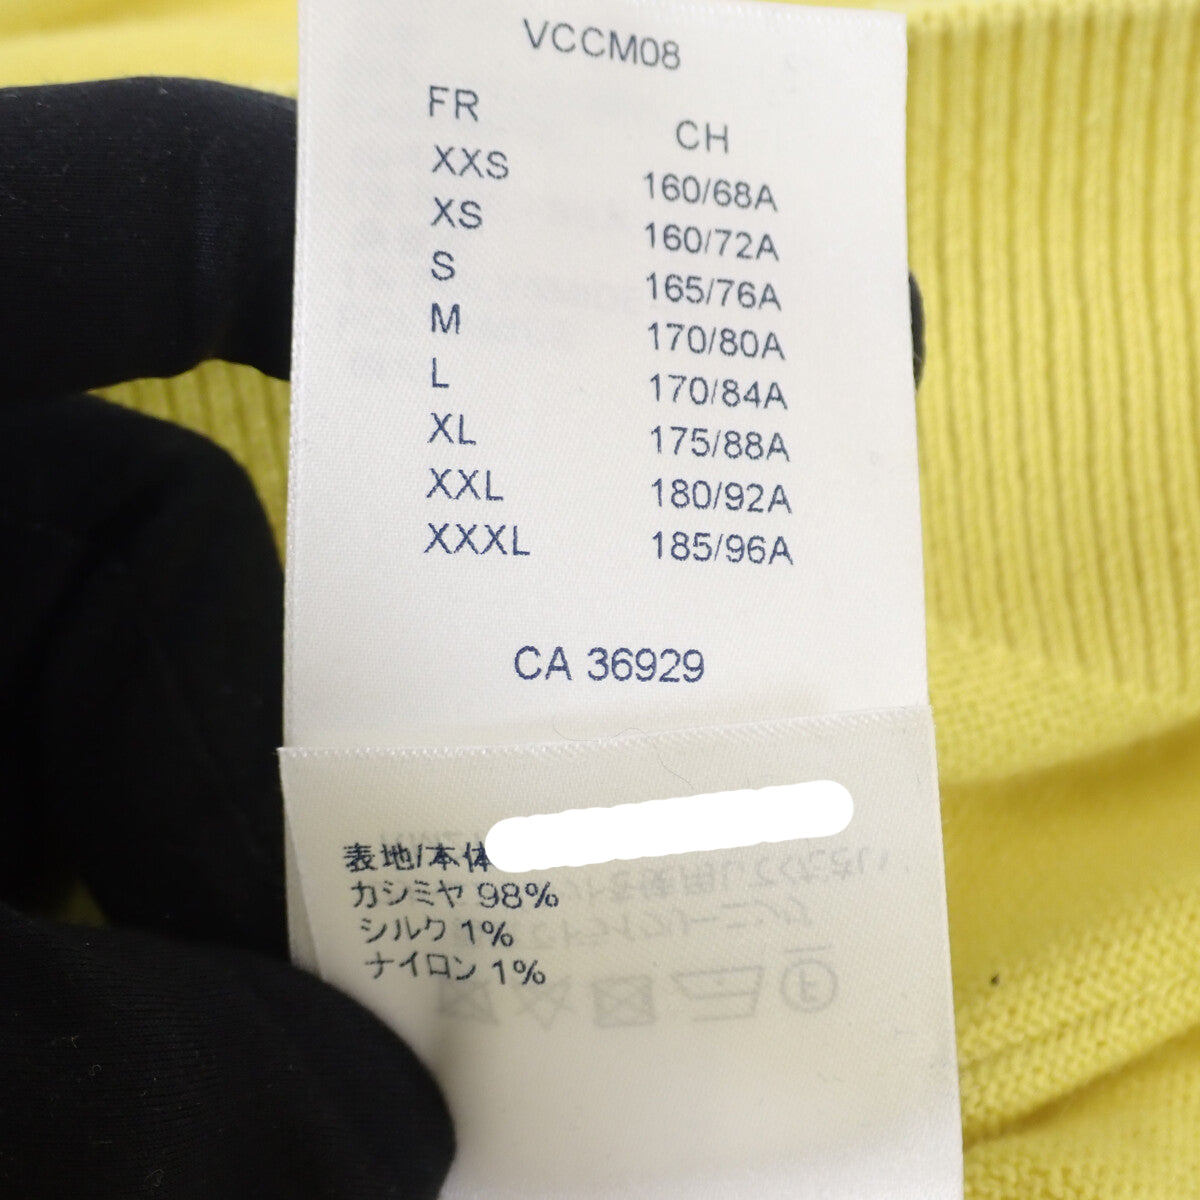 VCCM08
FR CH
XXS 160/68A
XS 160/72A
S 165/76A
M 170/80A
L 170/84A
XL 175/88A
XXL 180/92A
XXXL 185/96A
CA 36929
表地/本体
カシミヤ 98%
シルク 1%
ナイロン 1%